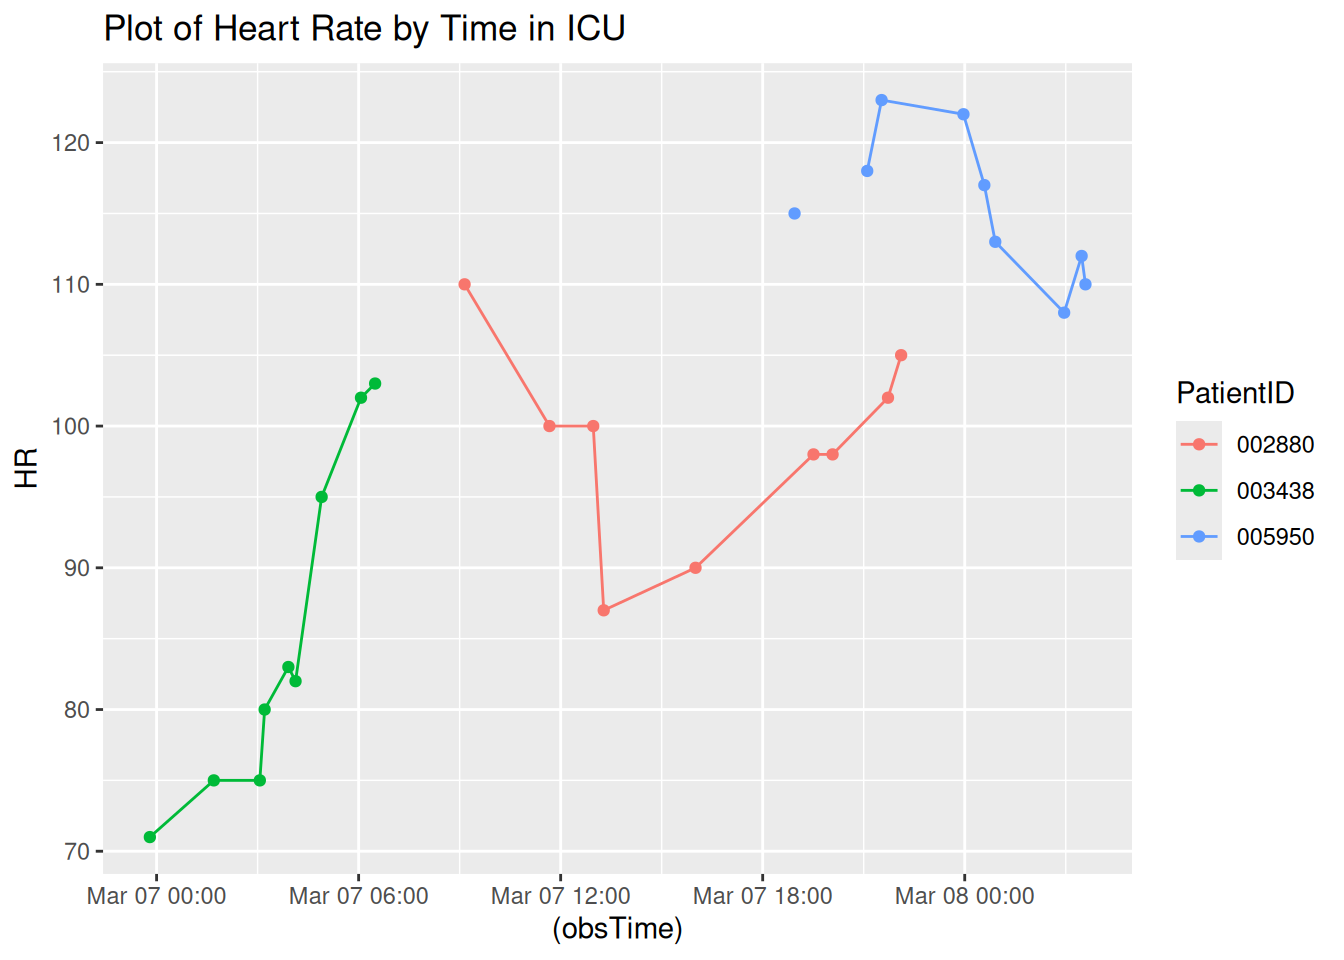 Plot of Heart Rate by Time in ICU
120
110
100
90
80
70
HR
Mar 07 00:00 Mar 07 06:00 Mar 07 12:00 Mar 07 18:00 Mar 08 00:00
(obsTime)
PatientID
002880
003438
005950